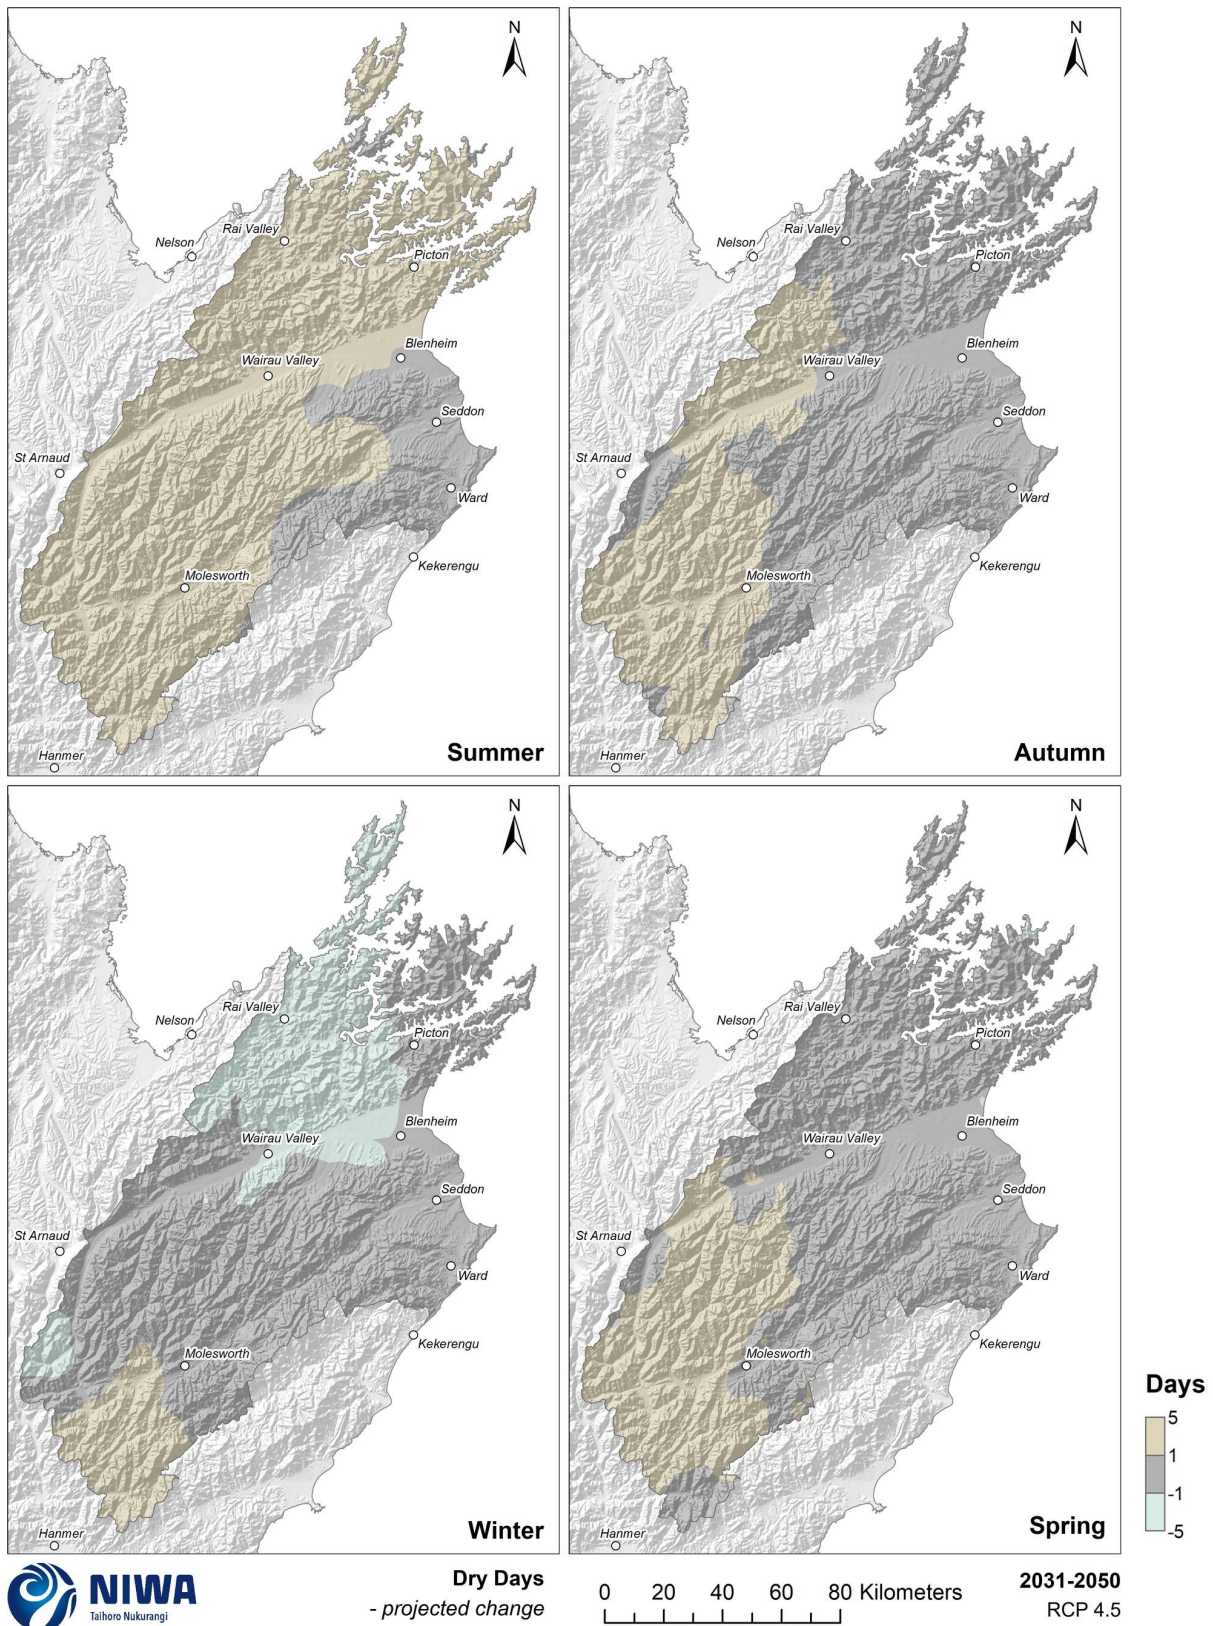 N
Rai Valley
Nelson
Picton
Blenheim
Wairau Valley
Seddon
St Arnaud
Ward
Kekerengu
Molesworth
Hanmer
Summer
N
Rai Valley
Nelson
Picton
Blenheim
Wairau Valley
Seddon
St Arnaud
Ward
Kekerengu
Molesworth
Hanmer
Autumn
N
Rai Valley
Nelson
Picton
Blenheim
Wairau Valley
Seddon
St Arnaud
Ward
Kekerengu
Molesworth
Hanmer
Winter
N
Rai Valley
Nelson
Picton
Blenheim
Wairau Valley
Seddon
St Arnaud
Ward
Kekerengu
Molesworth
Hanmer
Spring
Days
5
1
-1
-5
NIWA
Taihoro Nukurangi
Dry Days
- projected change
0 20 40 60 80 Kilometers
2031-2050
RCP 4.5